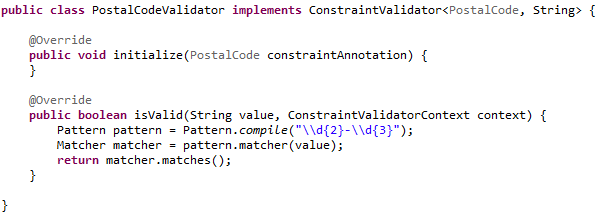 public class PostalCodeValidator implements ConstraintValidator<PostalCode, String> {
@Override
public void initialize(PostalCode constraintAnnotation) {
}
@Override
public boolean isValid(String value, ConstraintValidatorContext context) {
Pattern pattern = Pattern.compile("\\d{2}-\\d{3}");
Matcher matcher = pattern.matcher(value);
return matcher.matches();
}
}